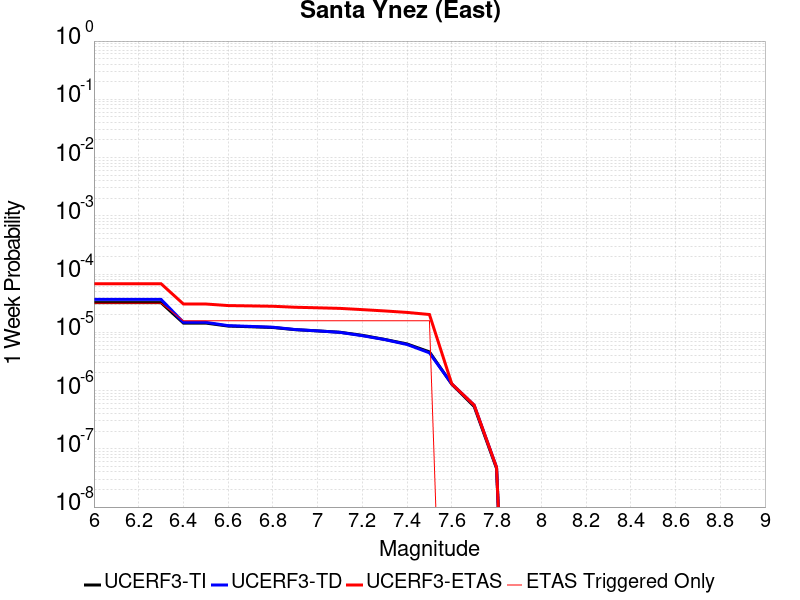 Santa Ynez (East)
1 Week Probability
10^0
10^-1
10^-2
10^-3
10^-4
10^-5
10^-6
10^-7
10^-8
6 6.2 6.4 6.6 6.8 7 7.2 7.4 7.6 7.8 8 8.2 8.4 8.6 8.8 9
Magnitude
UCERF3-TI UCERF3-TD UCERF3-ETAS ETAS Triggered Only